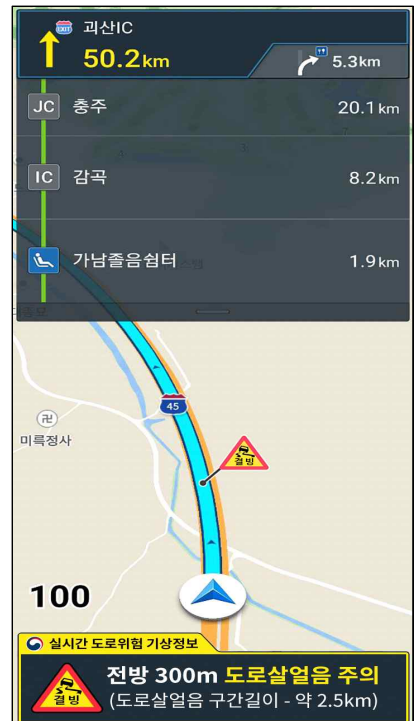 EXIT 괴산IC
50.2km
5.3km
JC 충주 20.1km
IC 감곡 8.2km
가남졸음쉼터 1.9km
45
卍
미륵정사
결빙
100
실시간 도로위험 기상정보
결빙
전방 300m 도로살얼음 주의
(도로살얼음 구간길이 - 약 2.5km)